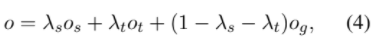 o = λ_s o_s + λ_t o_t + (1 − λ_s − λ_t) o_g, (4)